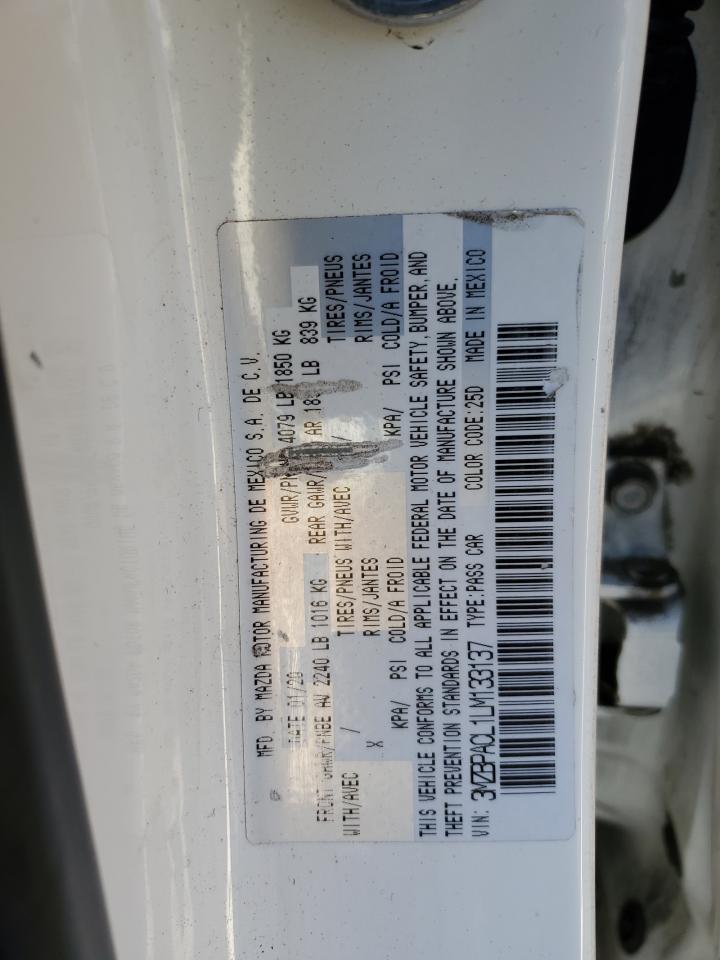 MFD. BY MAZDA MOTOR MANUFACTURING DE MEXICO S.A. DE C.V.
DATE 01/20 4079 LB 1850 KG
FRONT GAWR/PNBE AV 2240 LB 1016 KG REAR GAWR/ AR LB 839 KG
WITH/AVEC / TIRES/PNEUS WITH/AVEC / TIRES/PNEUS
X RIMS/JANTES RIMS/JANTES
KPA/ PSI COLD/A FROID KPA/ PSI COLD/A FROID
THIS VEHICLE CONFORMS TO ALL APPLICABLE FEDERAL MOTOR VEHICLE SAFETY, BUMPER, AND
THEFT PREVENTION STANDARDS IN EFFECT ON THE DATE OF MANUFACTURE SHOWN ABOVE.
VIN: 3MZBPACL1LM133137 TYPE:PASS CAR COLOR CODE:25D MADE IN MEXICO